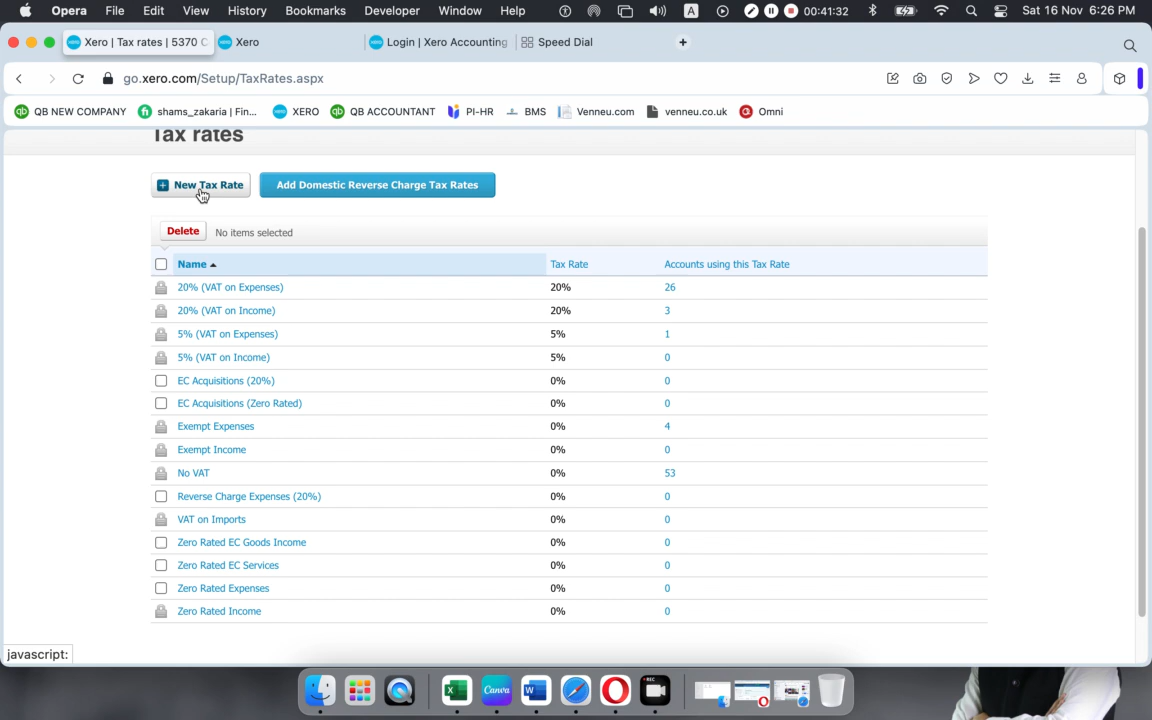 Opera File Edit View History Bookmarks Developer Window Help A 00:41:32 Sat 16 Nov 6:26 PM
xero Xero | Tax rates | 5370 C xero Xero xero Login | Xero Accounting Speed Dial
go.xero.com/Setup/TaxRates.aspx
qb QB NEW COMPANY shams_zakaria | Fin... xero XERO qb QB ACCOUNTANT PI-HR BMS Venneu.com venneu.co.uk Omni
Tax rates
New Tax Rate Add Domestic Reverse Charge Tax Rates
Delete No items selected
Name Tax Rate Accounts using this Tax Rate
20% (VAT on Expenses) 20% 26
20% (VAT on Income) 20% 3
5% (VAT on Expenses) 5% 1
5% (VAT on Income) 5% 0
EC Acquisitions (20%) 0% 0
EC Acquisitions (Zero Rated) 0% 0
Exempt Expenses 0% 4
Exempt Income 0% 0
No VAT 0% 53
Reverse Charge Expenses (20%) 0% 0
VAT on Imports 0% 0
Zero Rated EC Goods Income 0% 0
Zero Rated EC Services 0% 0
Zero Rated Expenses 0% 0
Zero Rated Income 0% 0
javascript:
Canva W REC